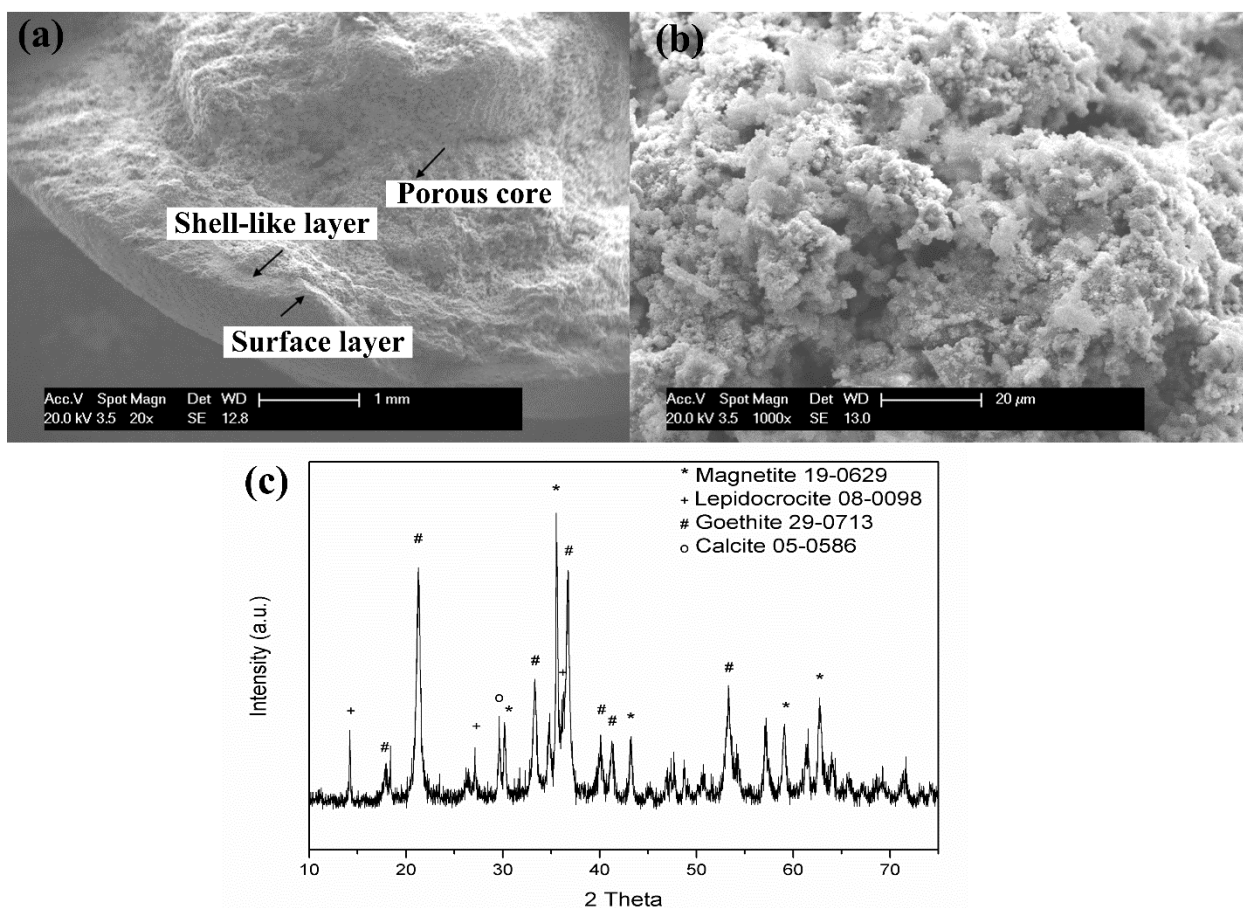 (a)
Porous core
Shell-like layer
Surface layer
Acc.V Spot Magn Det WD 1 mm
20.0 kV 3.5 20x SE 12.8
(b)
Acc.V Spot Magn Det WD 20 µm
20.0 kV 3.5 1000x SE 13.0
(c)
* Magnetite 19-0629
+ Lepidocrocite 08-0098
# Goethite 29-0713
o Calcite 05-0586
* # # + + # o * + # # # * # * *
Intensity (a.u.)
10 20 30 40 50 60 70
2 Theta